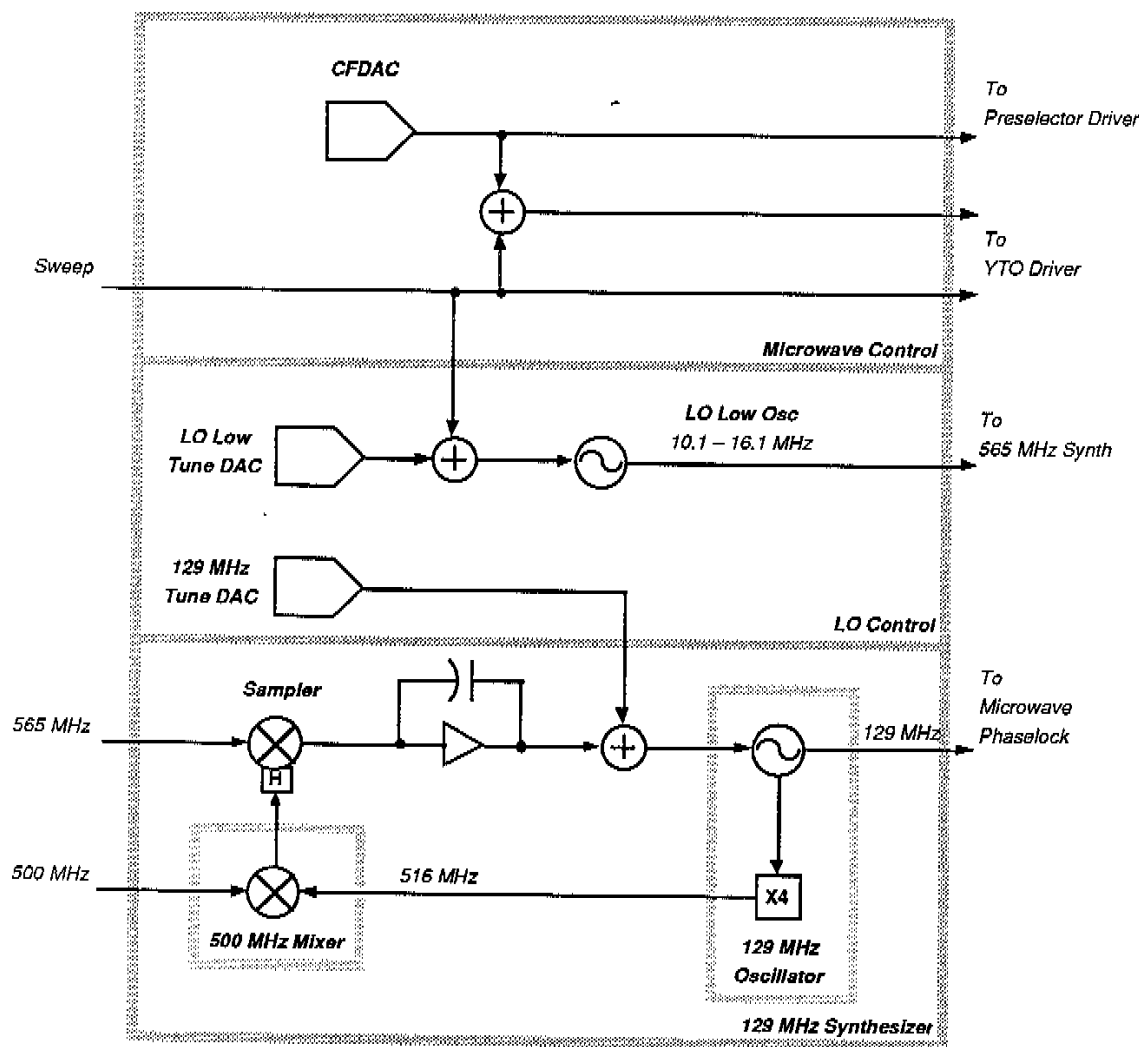 CFDAC
To
Preselector Driver
To
YTO Driver
Sweep
Microwave Control
LO Low
Tune DAC
LO Low Osc
10.1 – 16.1 MHz
To
565 MHz Synth
129 MHz
Tune DAC
LO Control
Sampler
565 MHz
H
129 MHz
To
Microwave
Phaselock
500 MHz
516 MHz
X4
500 MHz Mixer
129 MHz
Oscillator
129 MHz Synthesizer